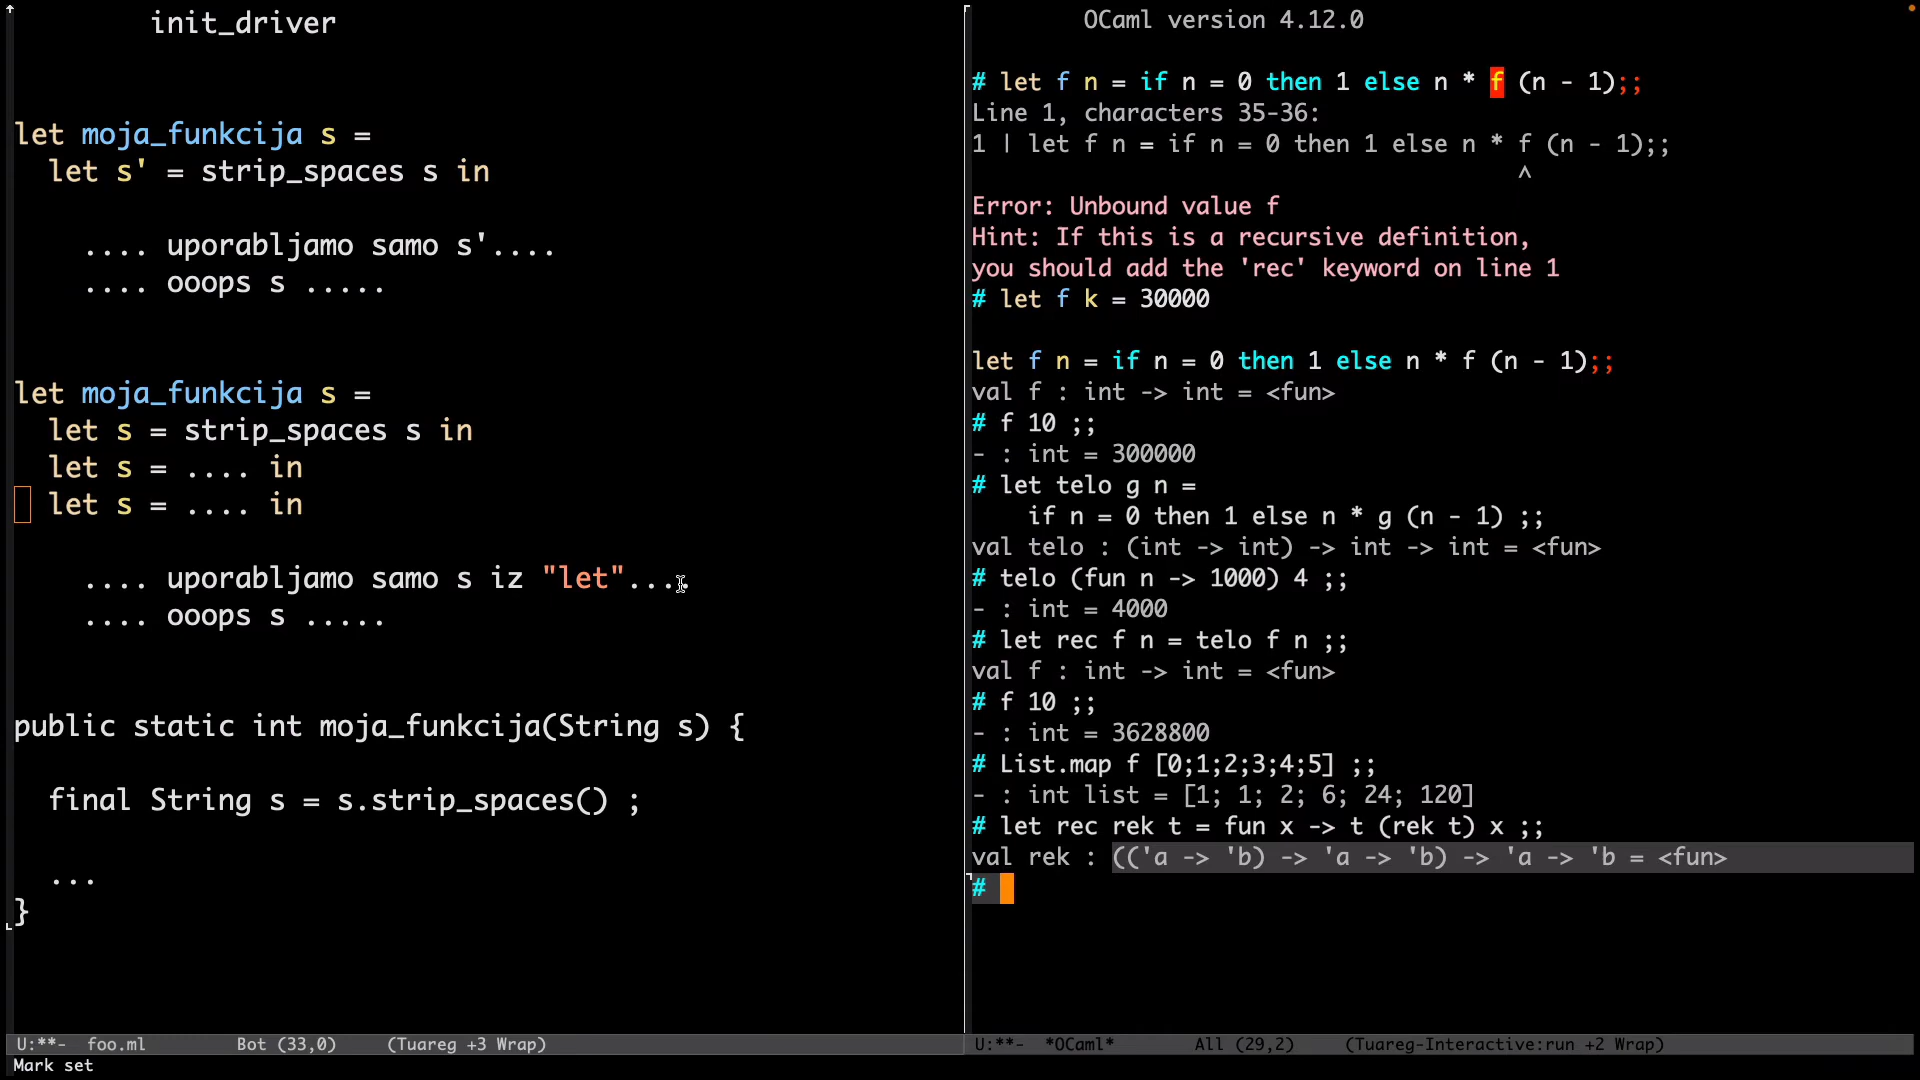 init_driver
let moja_funkcija s =
let s' = strip_spaces s in
.... uporabljamo samo s'....
.... ooops s .....
let moja_funkcija s =
let s = strip_spaces s in
let s = .... in
let s = .... in
.... uporabljamo samo s iz "let"....
.... ooops s .....
public static int moja_funkcija(String s) {
final String s = s.strip_spaces() ;
...
}
U:**-  foo.ml        Bot (33,0)     (Tuareg +3 Wrap)
Mark set
OCaml version 4.12.0
# let f n = if n = 0 then 1 else n * f (n - 1);;
Line 1, characters 35-36:
1 | let f n = if n = 0 then 1 else n * f (n - 1);;
^
Error: Unbound value f
Hint: If this is a recursive definition,
you should add the 'rec' keyword on line 1
# let f k = 30000
let f n = if n = 0 then 1 else n * f (n - 1);;
val f : int -> int = <fun>
# f 10 ;;
- : int = 300000
# let telo g n =
if n = 0 then 1 else n * g (n - 1) ;;
val telo : (int -> int) -> int -> int = <fun>
# telo (fun n -> 1000) 4 ;;
- : int = 4000
# let rec f n = telo f n ;;
val f : int -> int = <fun>
# f 10 ;;
- : int = 3628800
# List.map f [0;1;2;3;4;5] ;;
- : int list = [1; 1; 2; 6; 24; 120]
# let rec rek t = fun x -> t (rek t) x ;;
val rek : (('a -> 'b) -> 'a -> 'b) -> 'a -> 'b = <fun>
#
U:**-  *OCaml*      All (29,2)     (Tuareg-Interactive:run +2 Wrap)